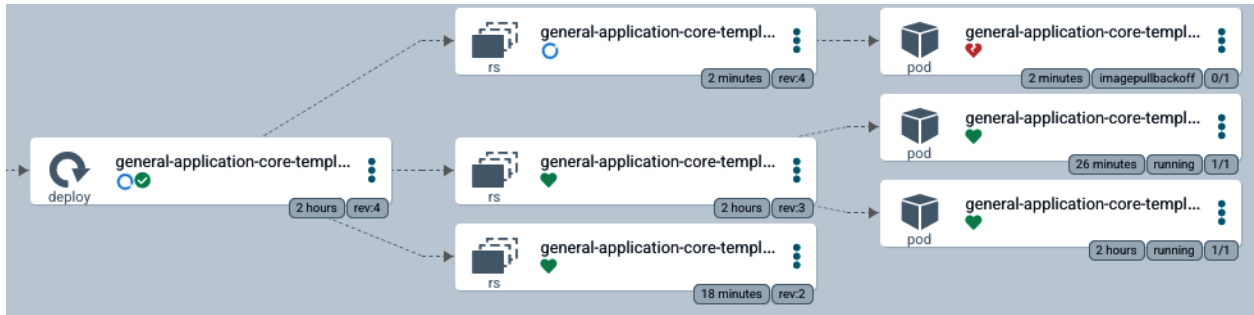 general-application-core-templ...
rs
2 minutes rev:4
general-application-core-templ...
pod
2 minutes imagepullbackoff 0/1
general-application-core-templ...
deploy
2 hours rev:4
general-application-core-templ...
rs
2 hours rev:3
general-application-core-templ...
pod
26 minutes running 1/1
general-application-core-templ...
pod
2 hours running 1/1
general-application-core-templ...
rs
18 minutes rev:2